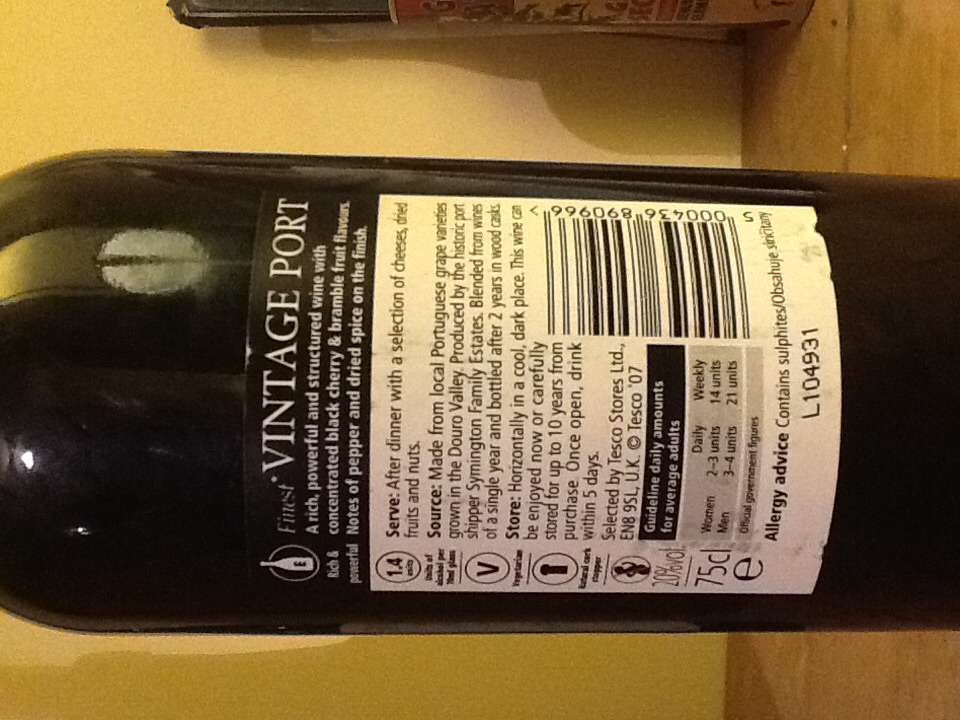 Finest* VINTAGE PORT
Rich &
powerful
A rich, powerful and structured wine with
concentrated black cherry & bramble fruit flavours.
Notes of pepper and dried spice on the finish.
1.4
units
Units of
alcohol per
70ml glass
V
Vegetarian
Natural cork
stopper
20%vol
75cl
e
Serve: After dinner with a selection of cheeses, dried
fruits and nuts.
Source: Made from local Portuguese grape varieties
grown in the Douro Valley. Produced by the historic port
shipper Symington Family Estates. Blended from wines
of a single year and bottled after 2 years in wood casks.
Store: Horizontally in a cool, dark place. This wine can
be enjoyed now or carefully
stored for up to 10 years from
purchase. Once open, drink
within 5 days.
Selected by Tesco Stores Ltd.,
EN8 9SL, U.K. © Tesco '07
Guideline daily amounts
for average adults
Daily Weekly
Women 2-3 units 14 units
Men 3-4 units 21 units
Official government figures
5 000436 890966 >
Allergy advice Contains sulphites/Obsahuje siričitany
L104931